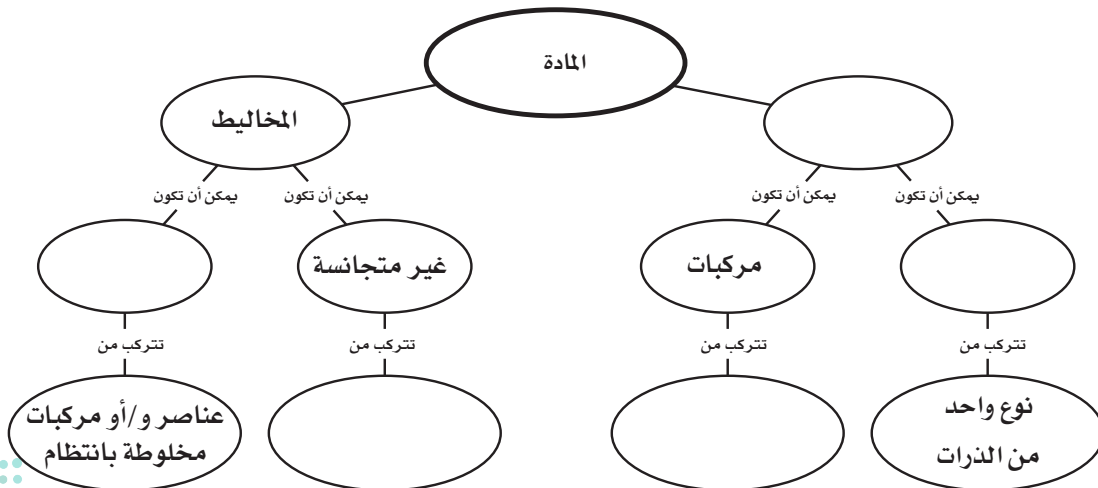 المادة
المخاليط
يمكن أن تكون
يمكن أن تكون
يمكن أن تكون
يمكن أن تكون
مركبات
غير متجانسة
تتركب من
تتركب من
تتركب من
تتركب من
نوع واحد
من الذرات
عناصر و/أو مركبات
مخلوطة بانتظام